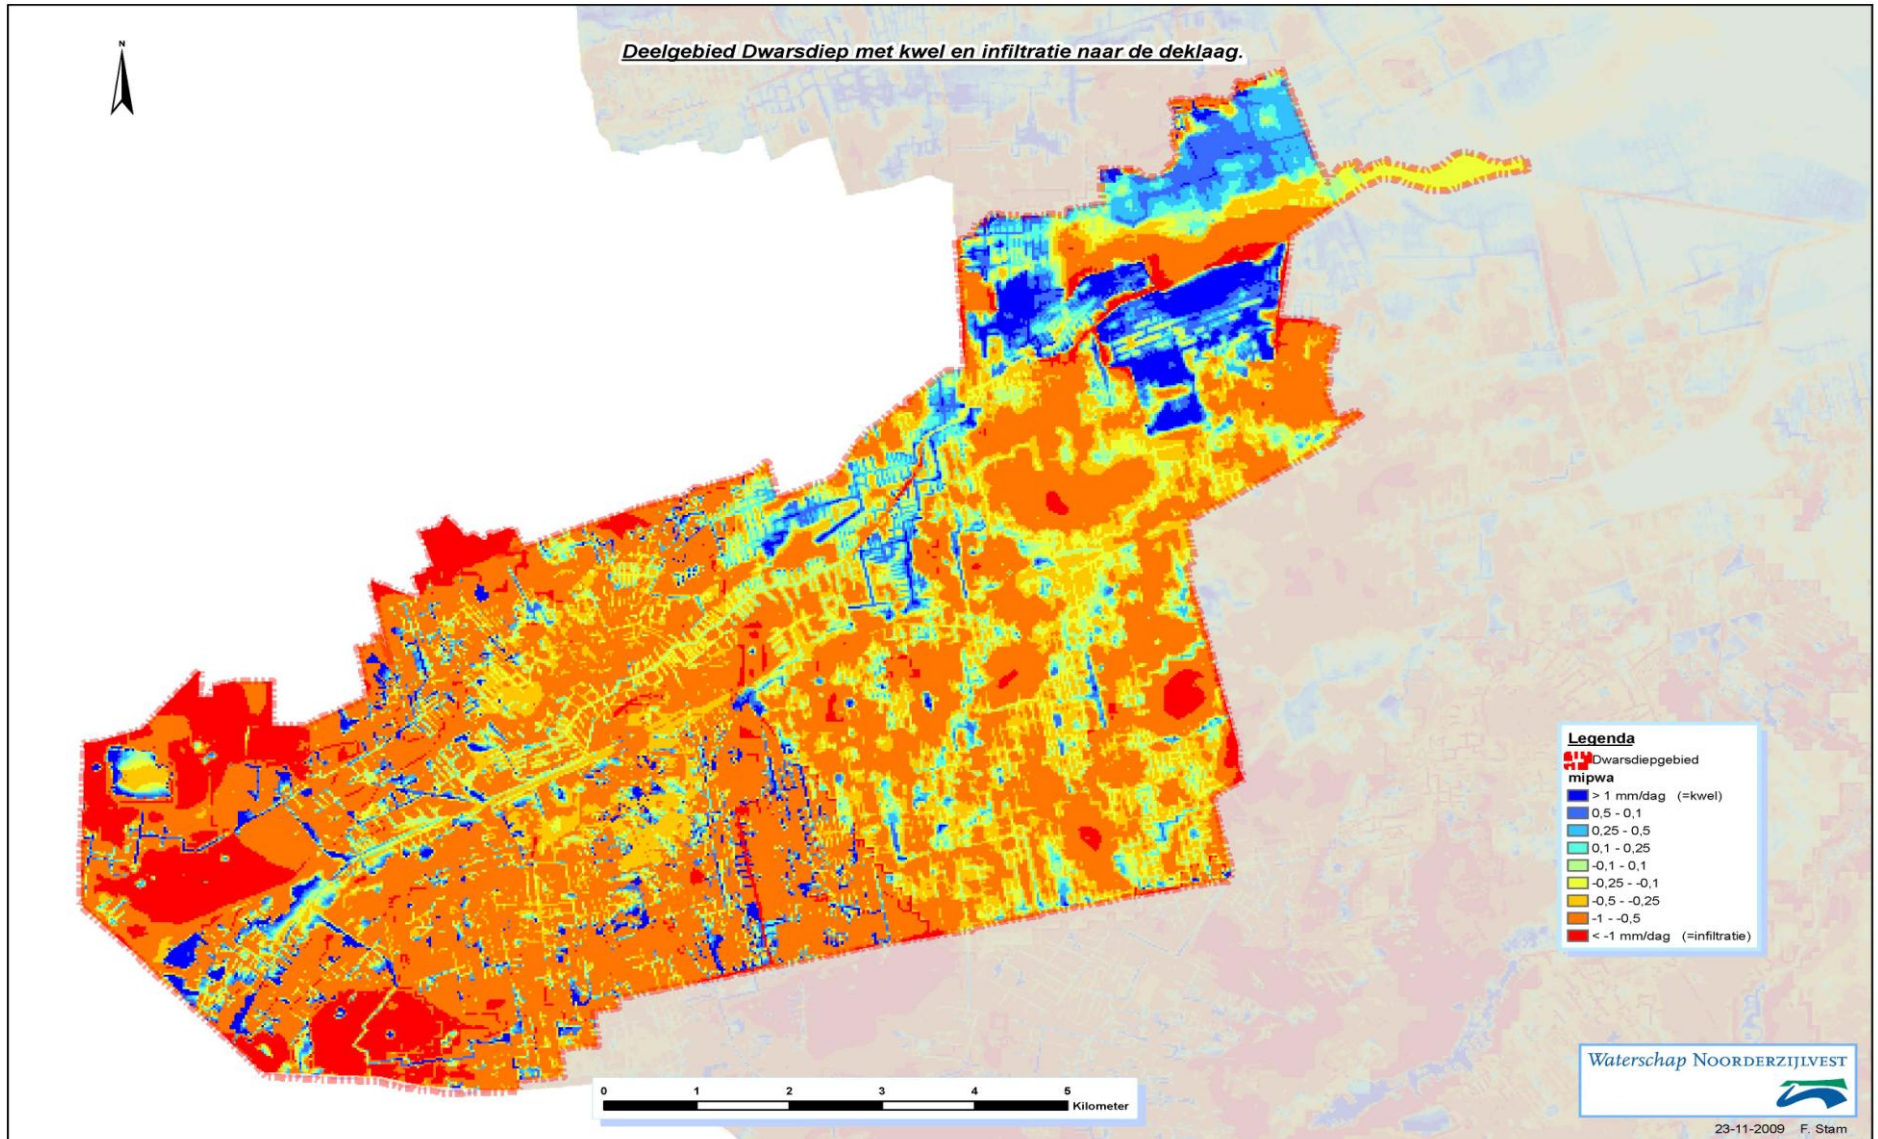 N
Deelgebied Dwarsdiep met kwel en infiltratie naar de deklaag.
Legenda
Dwarsdiepgebied
mipwa
> 1 mm/dag (=kwel)
0,5 - 0,1
0,25 - 0,5
0,1 - 0,25
-0,1 - 0,1
-0,25 - -0,1
-0,5 - -0,25
-1 - -0,5
< -1 mm/dag (=infiltratie)
0 1 2 3 4 5
Kilometer
Waterschap NOORDERZIJLVEST
23-11-2009 F. Stam